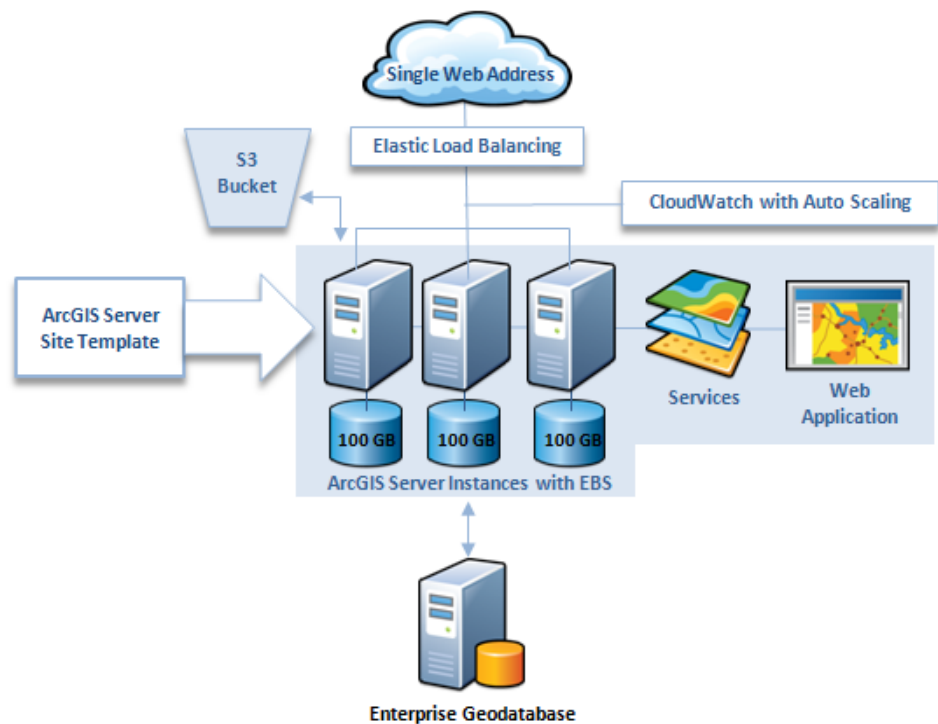 Single Web Address
Elastic Load Balancing
S3
Bucket
CloudWatch with Auto Scaling
ArcGIS Server
Site Template
Services
Web
Application
100 GB
100 GB
100 GB
ArcGIS Server Instances with EBS
Enterprise Geodatabase